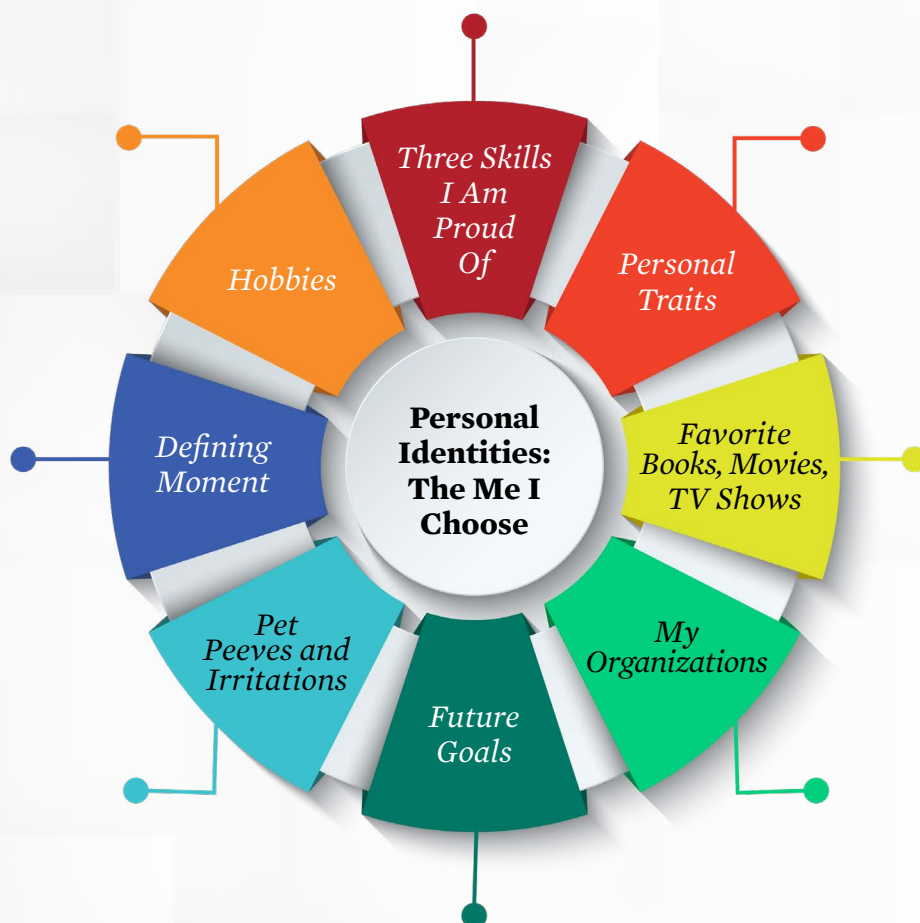 Three Skills
I Am
Proud
Of
Personal
Traits
Favorite
Books, Movies,
TV Shows
My
Organizations
Future
Goals
Pet
Peeves and
Irritations
Defining
Moment
Hobbies
Personal
Identities:
The Me I
Choose